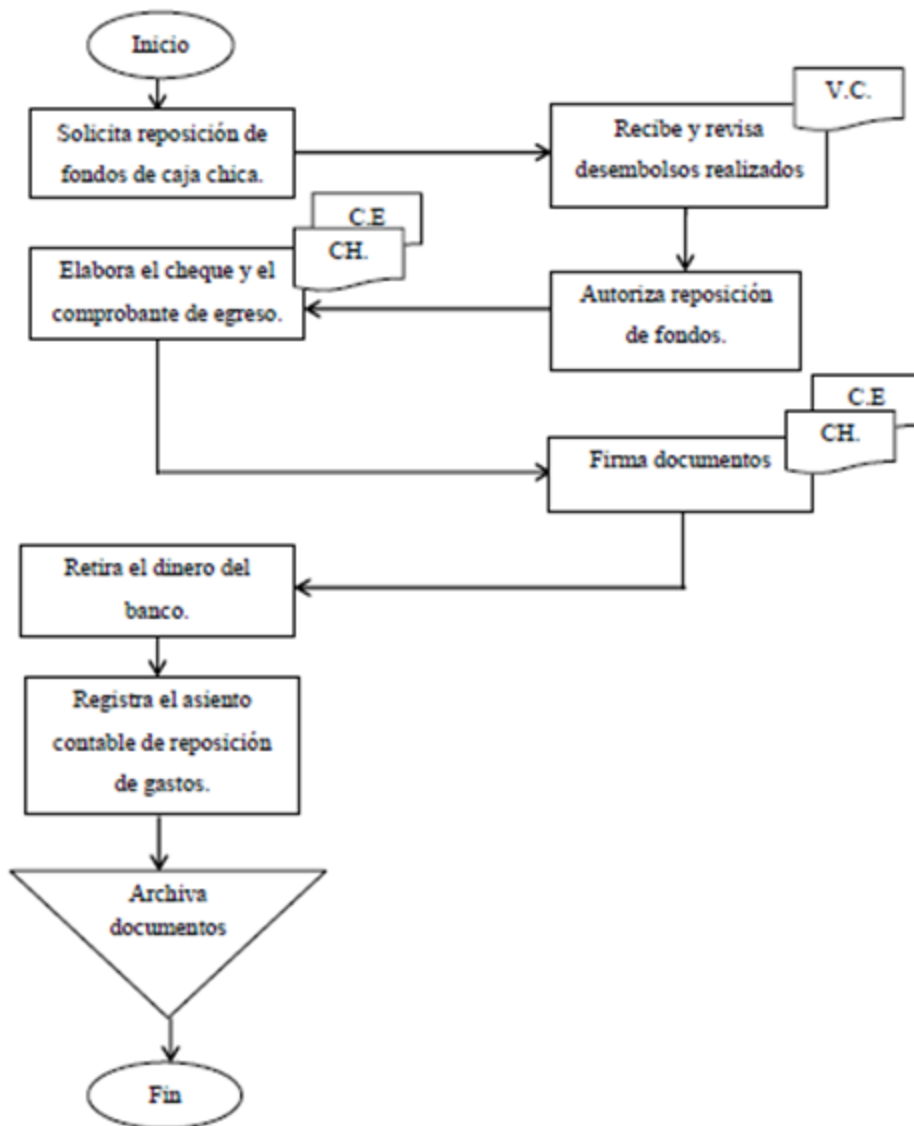 Inicio
Solicita reposición de
fondos de caja chica.
V.C.
Recibe y revisa
desembolsos realizados
C.E
CH.
Elabora el cheque y el
comprobante de egreso.
Autoriza reposición
de fondos.
C.E
CH.
Firma documentos
Retira el dinero del
banco.
Registra el asiento
contable de reposición
de gastos.
Archiva
documentos
Fin